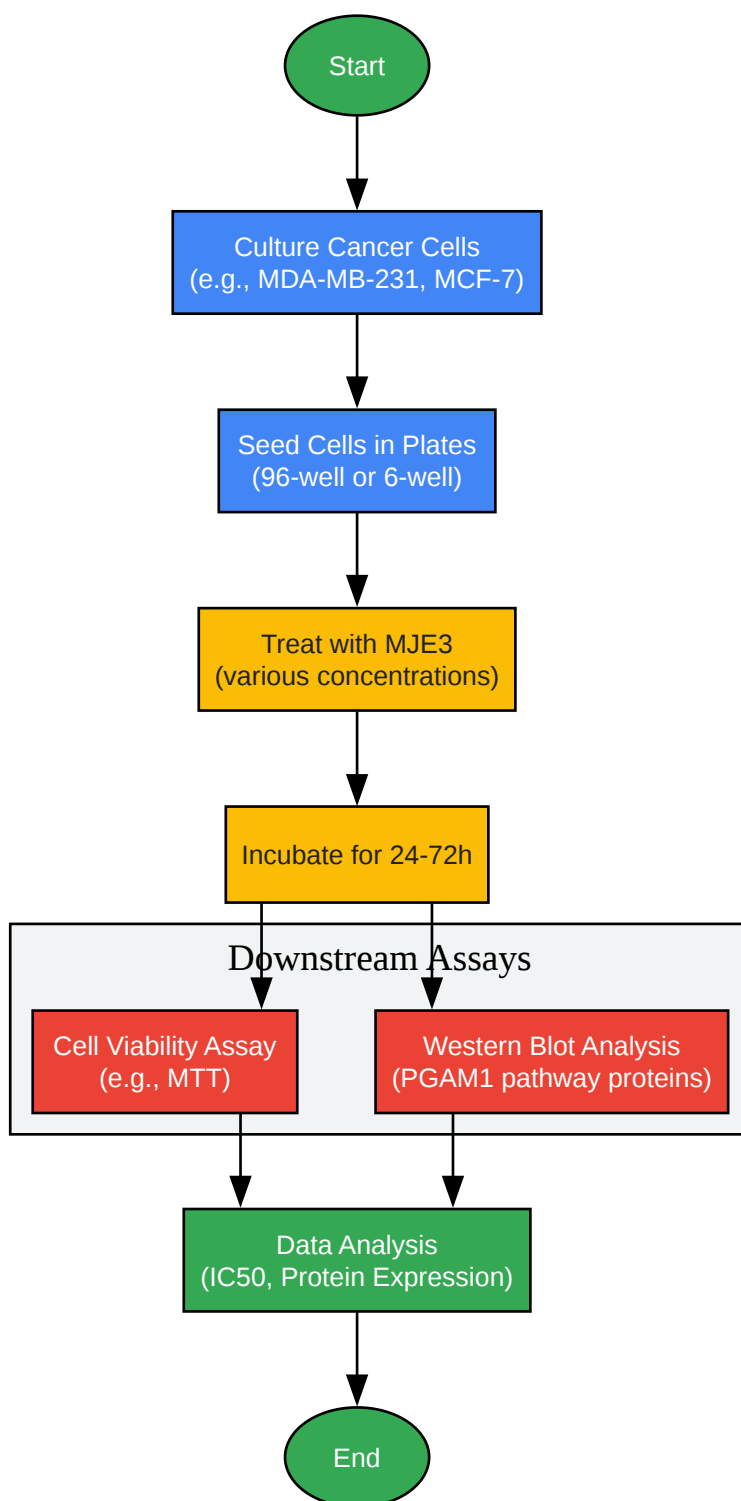 Start
Culture Cancer Cells
(e.g., MDA-MB-231, MCF-7)
Seed Cells in Plates
(96-well or 6-well)
Treat with MJE3
(various concentrations)
Incubate for 24-72h
Downstream Assays
Cell Viability Assay
(e.g., MTT)
Western Blot Analysis
(PGAM1 pathway proteins)
Data Analysis
(IC50, Protein Expression)
End